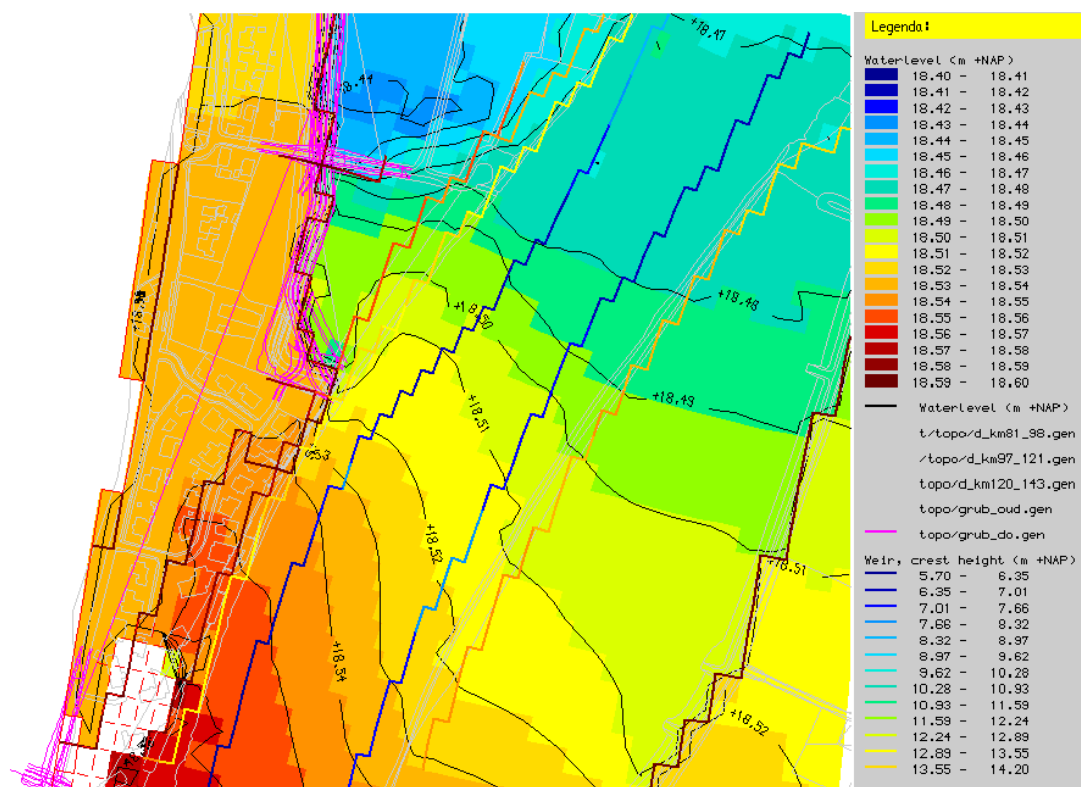 +18.47
18.44
+18.48
+18.50
+18.49
+18.51
+18.52
+18.51
+18.54
+18.52
Legenda:
Waterlevel (m +NAP)
18.40 - 18.41
18.41 - 18.42
18.42 - 18.43
18.43 - 18.44
18.44 - 18.45
18.45 - 18.46
18.46 - 18.47
18.47 - 18.48
18.48 - 18.49
18.49 - 18.50
18.50 - 18.51
18.51 - 18.52
18.52 - 18.53
18.53 - 18.54
18.54 - 18.55
18.55 - 18.56
18.56 - 18.57
18.57 - 18.58
18.58 - 18.59
18.59 - 18.60
Waterlevel (m +NAP)
t/topo/d_km81_98.gen
/topo/d_km97_121.gen
topo/d_km120_143.gen
topo/grub_oud.gen
topo/grub_do.gen
Weir, crest height (m +NAP)
5.70 - 6.35
6.35 - 7.01
7.01 - 7.66
7.66 - 8.32
8.32 - 8.97
8.97 - 9.62
9.62 - 10.28
10.28 - 10.93
10.93 - 11.59
11.59 - 12.24
12.24 - 12.89
12.89 - 13.55
13.55 - 14.20